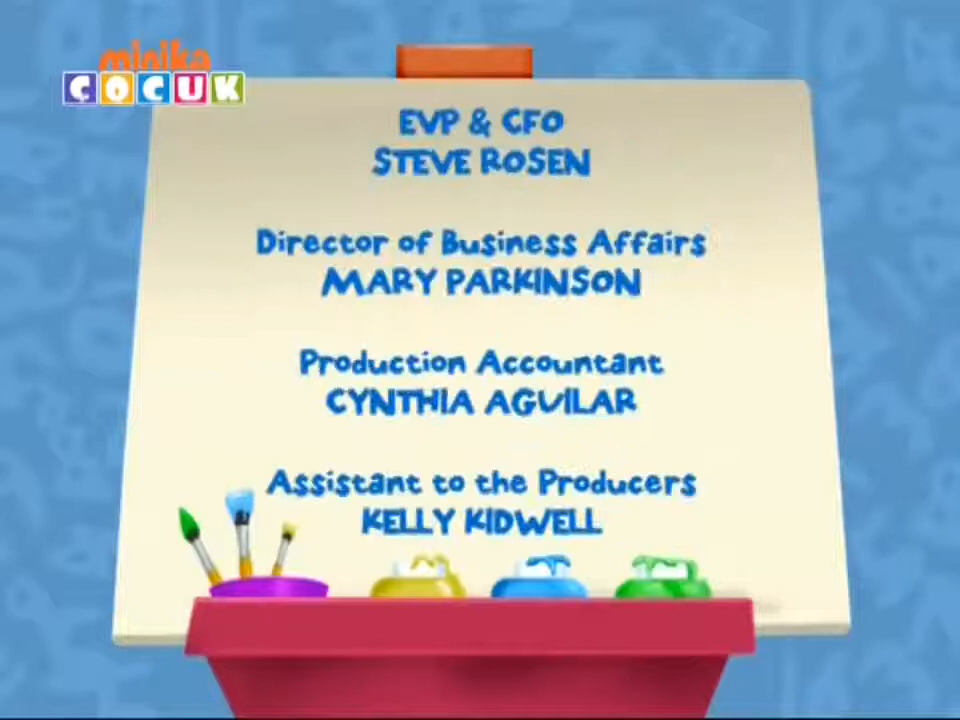 minika
ÇOCUK
EVP & CFO
STEVE ROSEN
Director of Business Affairs
MARY PARKINSON
Production Accountant
CYNTHIA AGUILAR
Assistant to the Producers
KELLY KIDWELL